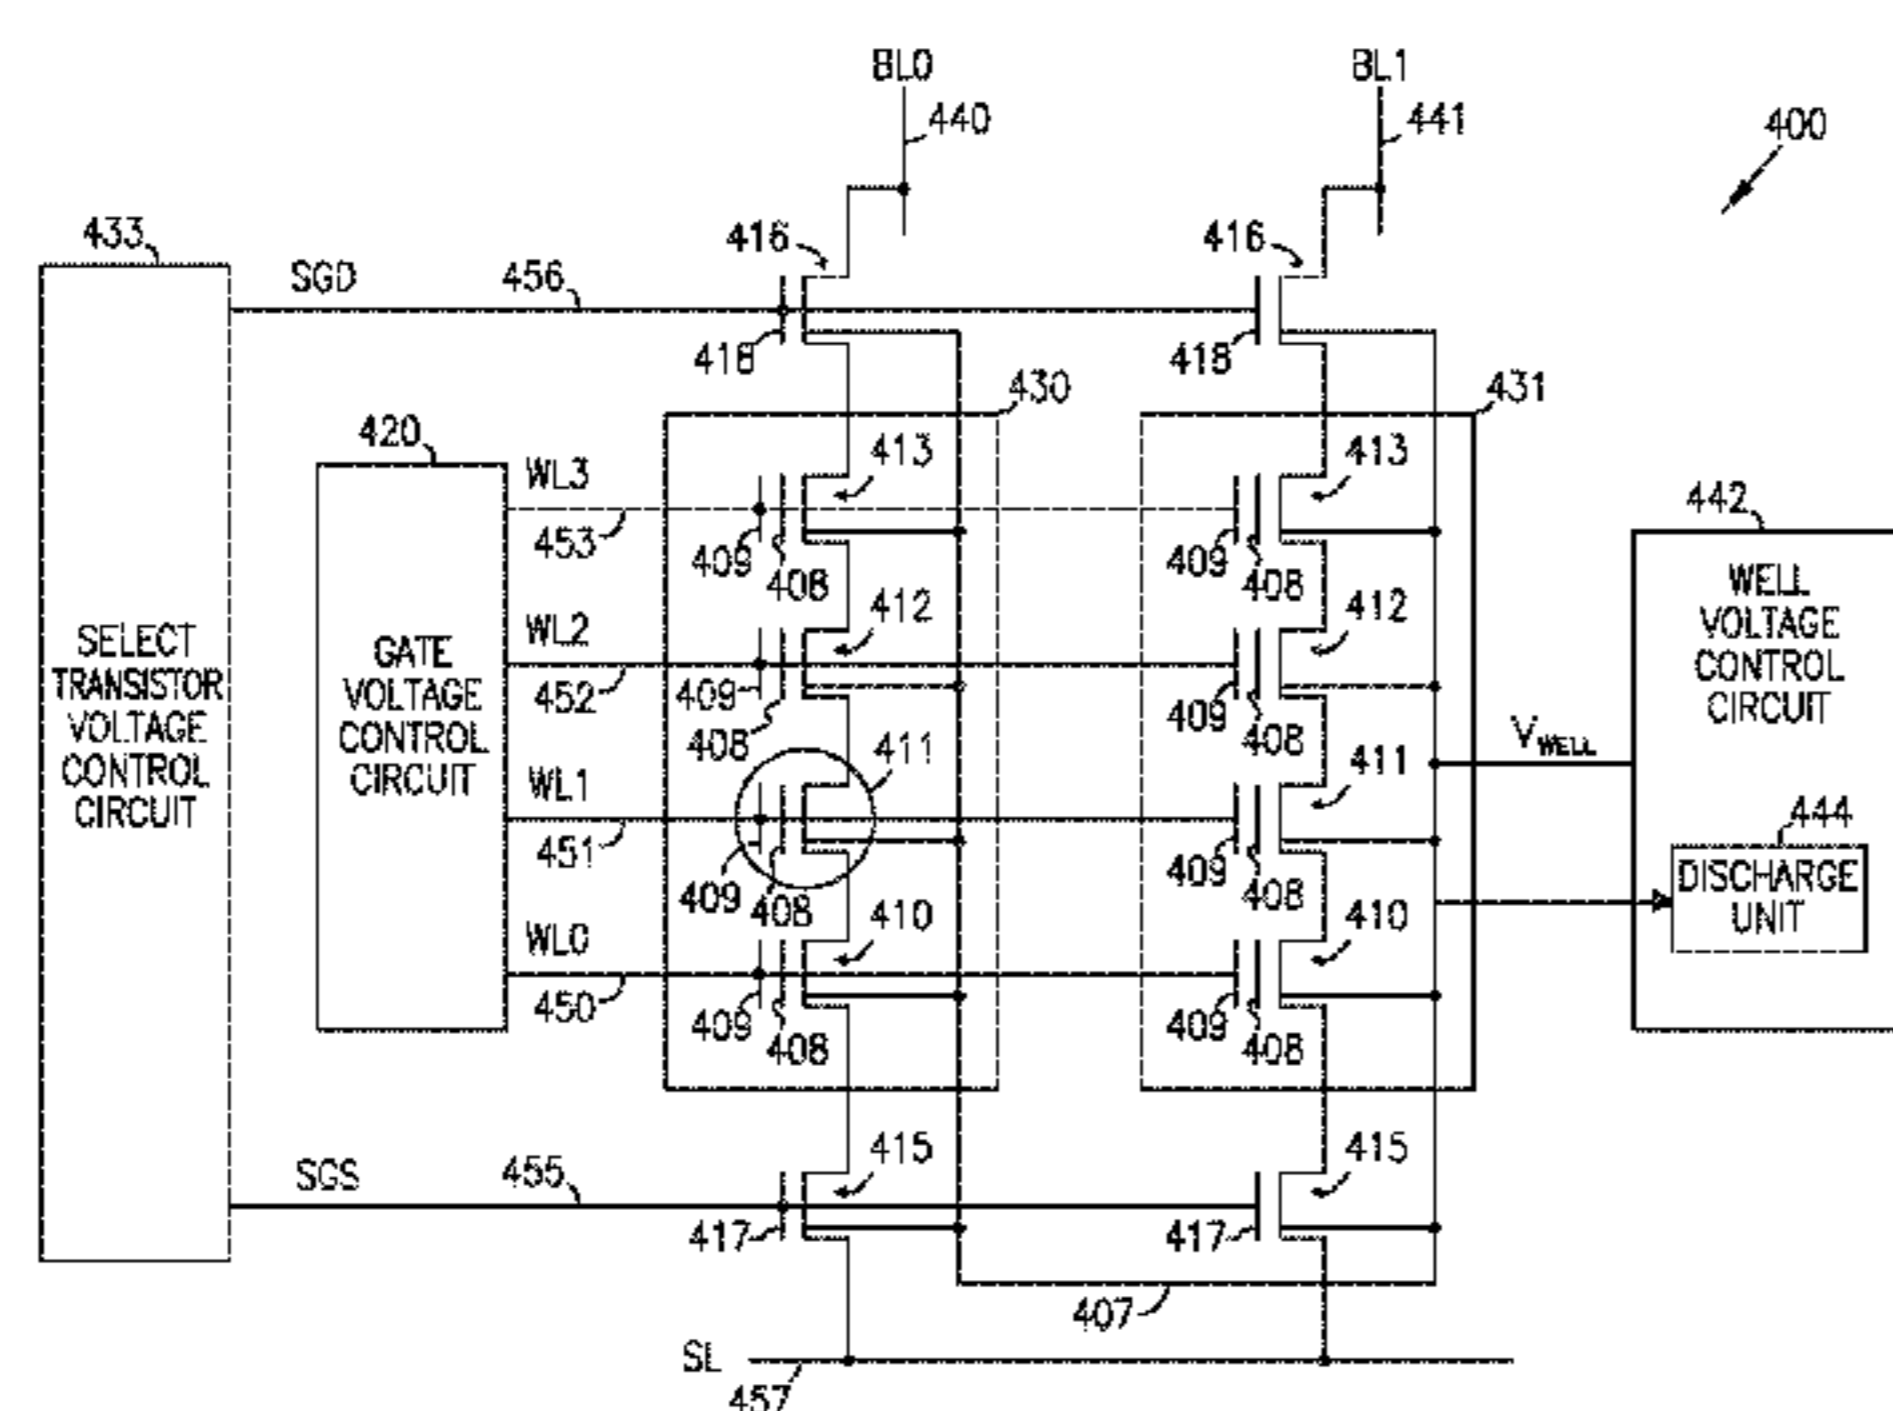 BL0 BL1
440 441
400
433
416 416
SGD 456
418 418
430 431
420
413 413
WL3
442
453
409 408 409 408
412 412
WELL
VOLTAGE
CONTROL
CIRCUIT
SELECT
TRANSISTOR
VOLTAGE
CONTROL
CIRCUIT
GATE
VOLTAGE
CONTROL
CIRCUIT
WL2
452
409 408 409 408
411 411
VWELL
WL1
451
444
409 408 409 408
DISCHARGE
UNIT
410 410
WL0
450
409 408 409 408
415 415
SGS 455
417 417
407
SL
457